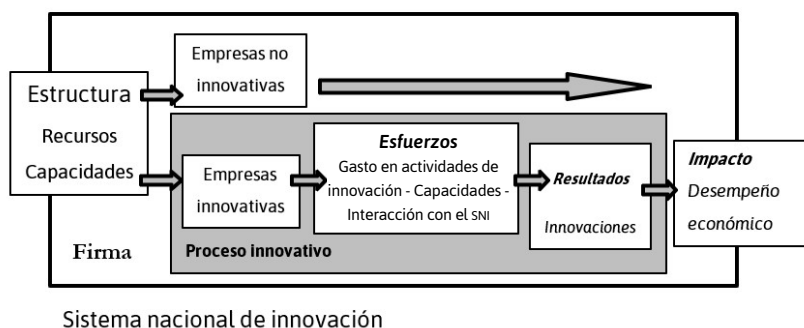 Empresas no
innovativas
Estructura
Recursos
Capacidades
Empresas
innovativas
Esfuerzos
Gasto en actividades de
innovación - Capacidades -
Interacción con el SNI
Resultados
Innovaciones
Impacto
Desempeño
económico
Firma
Proceso innovativo
Sistema nacional de innovación